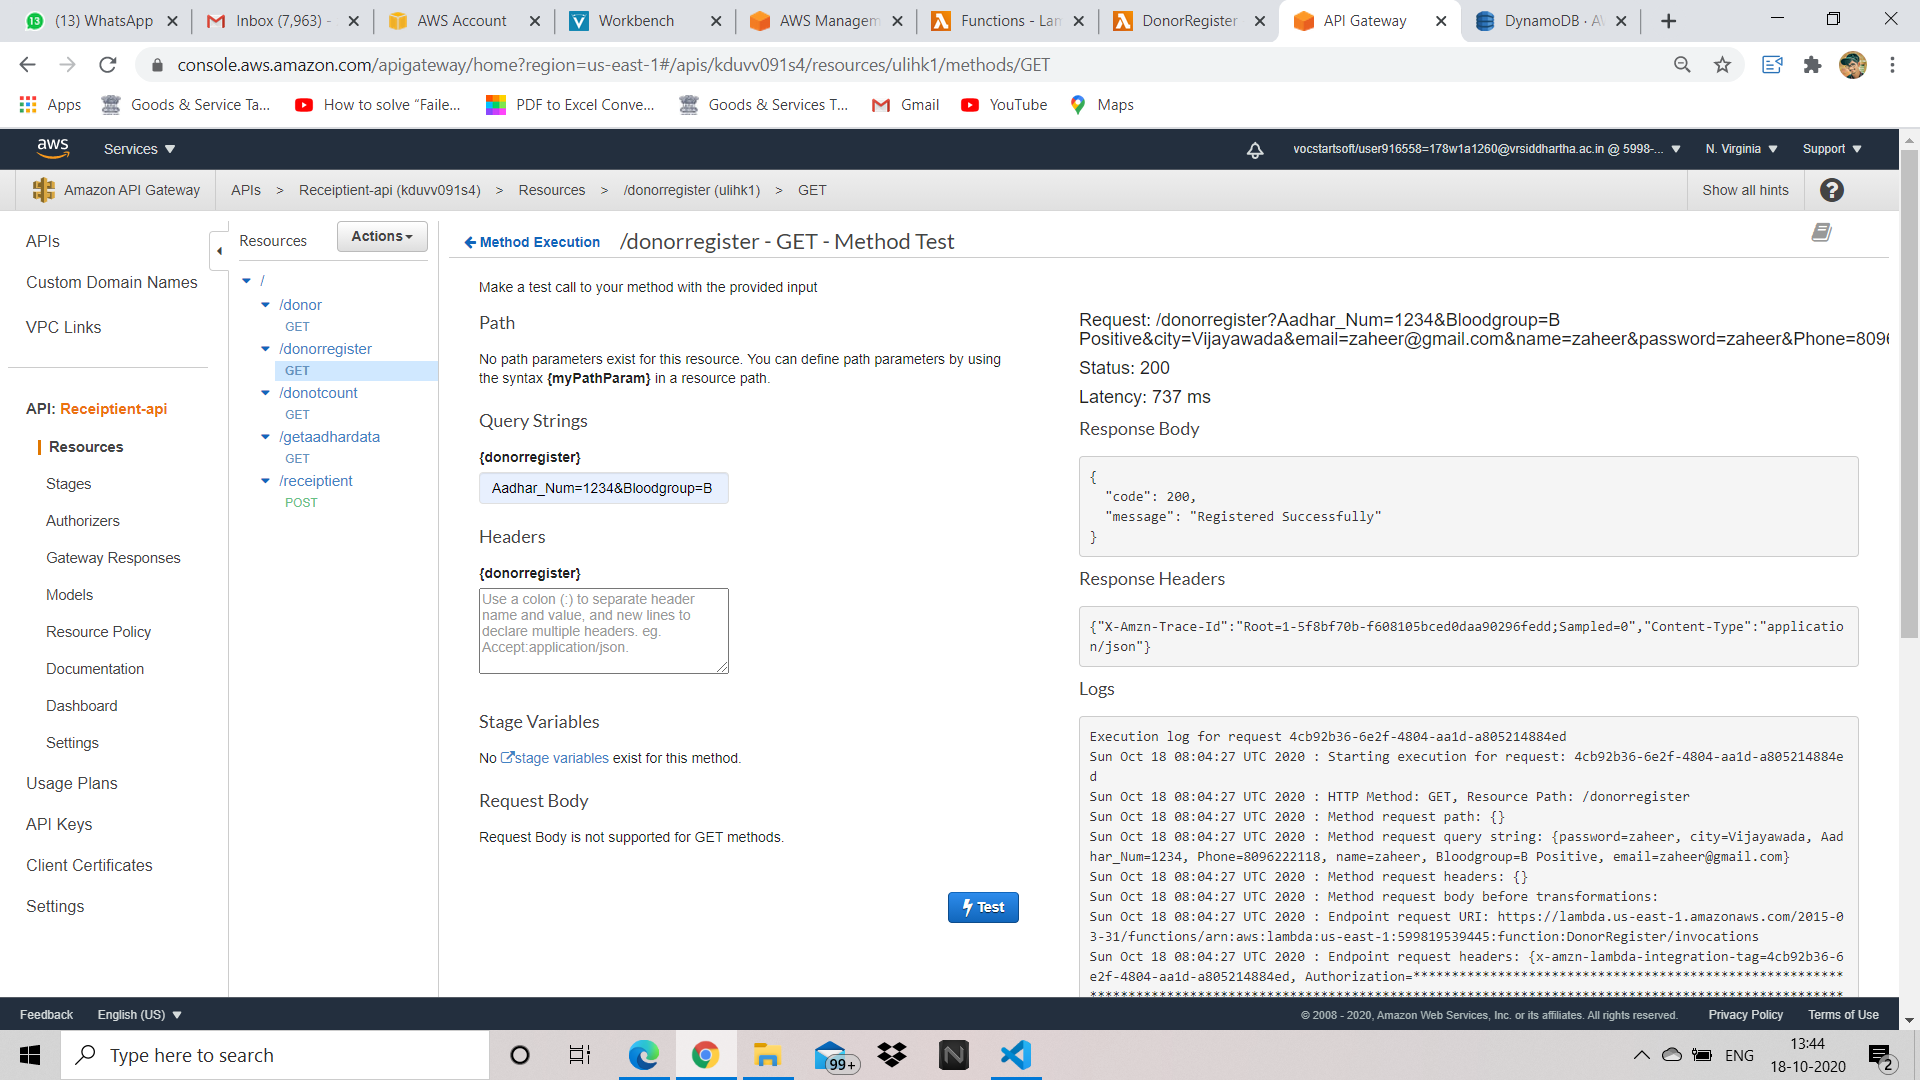 (13) WhatsApp
Inbox (7,963) -
AWS Account
Workbench
AWS Managem
Functions - Lam
DonorRegister
API Gateway
DynamoDB · AW
console.aws.amazon.com/apigateway/home?region=us-east-1#/apis/kduvv091s4/resources/ulihk1/methods/GET
Apps
Goods & Service Ta...
How to solve “Faile...
PDF to Excel Conve...
Goods & Services T...
Gmail
YouTube
Maps
aws
Services
vocstartsoft/user916558=178w1a1260@vrsiddhartha.ac.in @ 5998-...
N. Virginia
Support
Amazon API Gateway
APIs > Receiptient-api (kduvv091s4) > Resources > /donorregister (ulihk1) > GET
Show all hints
APIs
Custom Domain Names
VPC Links
API: Receiptient-api
Resources
Stages
Authorizers
Gateway Responses
Models
Resource Policy
Documentation
Dashboard
Settings
Usage Plans
API Keys
Client Certificates
Settings
Resources
Actions
/
/donor
GET
/donorregister
GET
/donotcount
GET
/getaadhardata
GET
/receiptient
POST
Method Execution
/donorregister - GET - Method Test
Make a test call to your method with the provided input
Path
No path parameters exist for this resource. You can define path parameters by using
the syntax {myPathParam} in a resource path.
Query Strings
{donorregister}
Aadhar_Num=1234&Bloodgroup=B
Headers
{donorregister}
Use a colon (:) to separate header
name and value, and new lines to
declare multiple headers. eg.
Accept:application/json.
Stage Variables
No stage variables exist for this method.
Request Body
Request Body is not supported for GET methods.
Test
Request: /donorregister?Aadhar_Num=1234&Bloodgroup=B
Positive&city=Vijayawada&email=zaheer@gmail.com&name=zaheer&password=zaheer&Phone=8096
Status: 200
Latency: 737 ms
Response Body
{
"code": 200,
"message": "Registered Successfully"
}
Response Headers
{"X-Amzn-Trace-Id":"Root=1-5f8bf70b-f608105bced0daa90296fedd;Sampled=0","Content-Type":"applicatio
n/json"}
Logs
Execution log for request 4cb92b36-6e2f-4804-aa1d-a805214884ed
Sun Oct 18 08:04:27 UTC 2020 : Starting execution for request: 4cb92b36-6e2f-4804-aa1d-a805214884e
d
Sun Oct 18 08:04:27 UTC 2020 : HTTP Method: GET, Resource Path: /donorregister
Sun Oct 18 08:04:27 UTC 2020 : Method request path: {}
Sun Oct 18 08:04:27 UTC 2020 : Method request query string: {password=zaheer, city=Vijayawada, Aad
har_Num=1234, Phone=8096222118, name=zaheer, Bloodgroup=B Positive, email=zaheer@gmail.com}
Sun Oct 18 08:04:27 UTC 2020 : Method request headers: {}
Sun Oct 18 08:04:27 UTC 2020 : Method request body before transformations:
Sun Oct 18 08:04:27 UTC 2020 : Endpoint request URI: https://lambda.us-east-1.amazonaws.com/2015-0
3-31/functions/arn:aws:lambda:us-east-1:599819539445:function:DonorRegister/invocations
Sun Oct 18 08:04:27 UTC 2020 : Endpoint request headers: {x-amzn-lambda-integration-tag=4cb92b36-6
e2f-4804-aa1d-a805214884ed, Authorization=********************************************************
Feedback
English (US)
© 2008 - 2020, Amazon Web Services, Inc. or its affiliates. All rights reserved.
Privacy Policy
Terms of Use
Type here to search
99+
ENG
13:44
18-10-2020
2